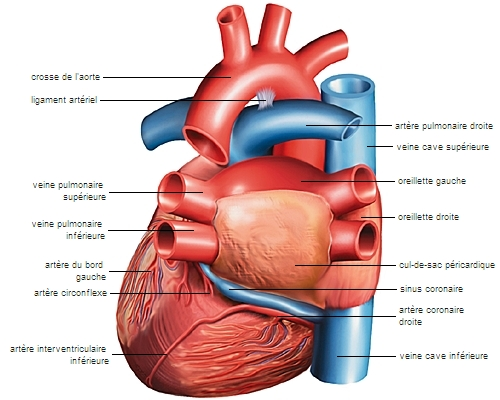 crosse de l'aorte
ligament artériel
veine pulmonaire
supérieure
veine pulmonaire
inférieure
artère du bord
gauche
artère circonflexe
artère interventriculaire
inférieure
artère pulmonaire droite
veine cave supérieure
oreillette gauche
oreillette droite
cul-de-sac péricardique
sinus coronaire
artère coronaire
droite
veine cave inférieure